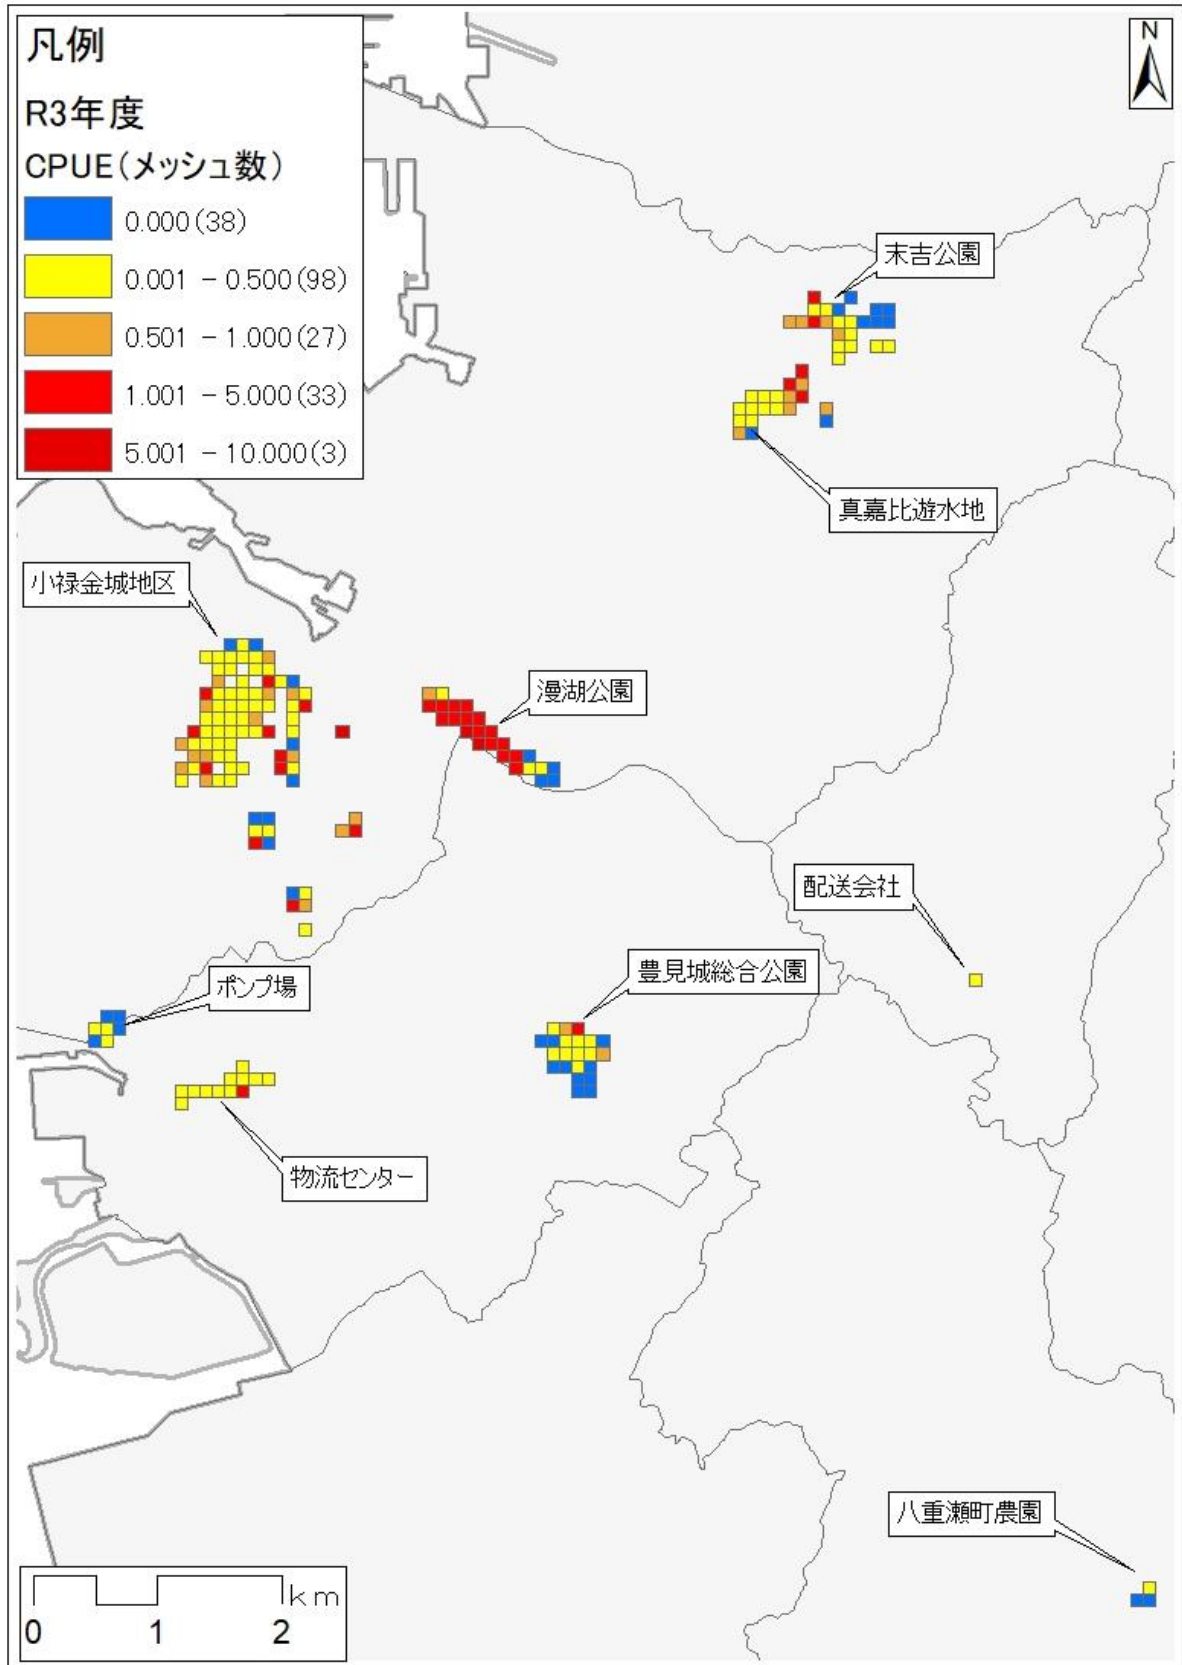 凡例
R3年度
CPUE(メッシュ数)
0.000(38)
0.001 - 0.500(98)
0.501 - 1.000(27)
1.001 - 5.000(33)
5.001 - 10.000(3)
N
末吉公園
真嘉比遊水地
小禄金城地区
漫湖公園
配送会社
豊見城総合公園
ポンプ場
物流センター
八重瀬町農園
km
0 1 2